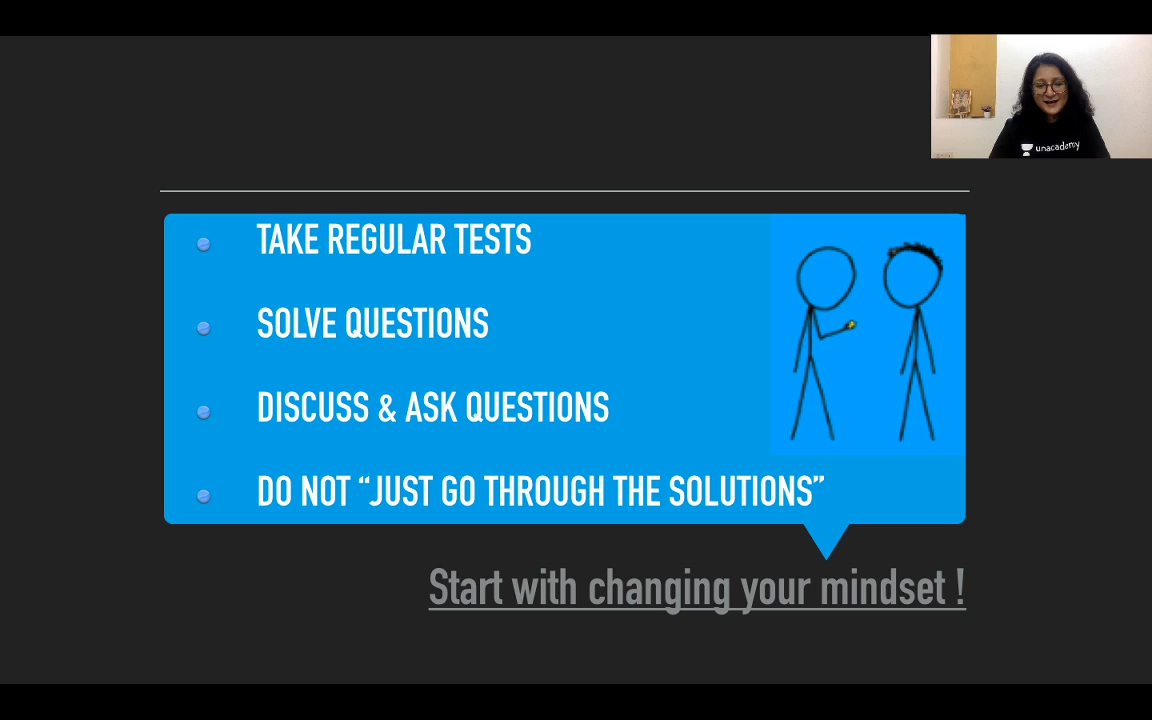 unacademy
TAKE REGULAR TESTS
SOLVE QUESTIONS
DISCUSS & ASK QUESTIONS
DO NOT “JUST GO THROUGH THE SOLUTIONS”
Start with changing your mindset !